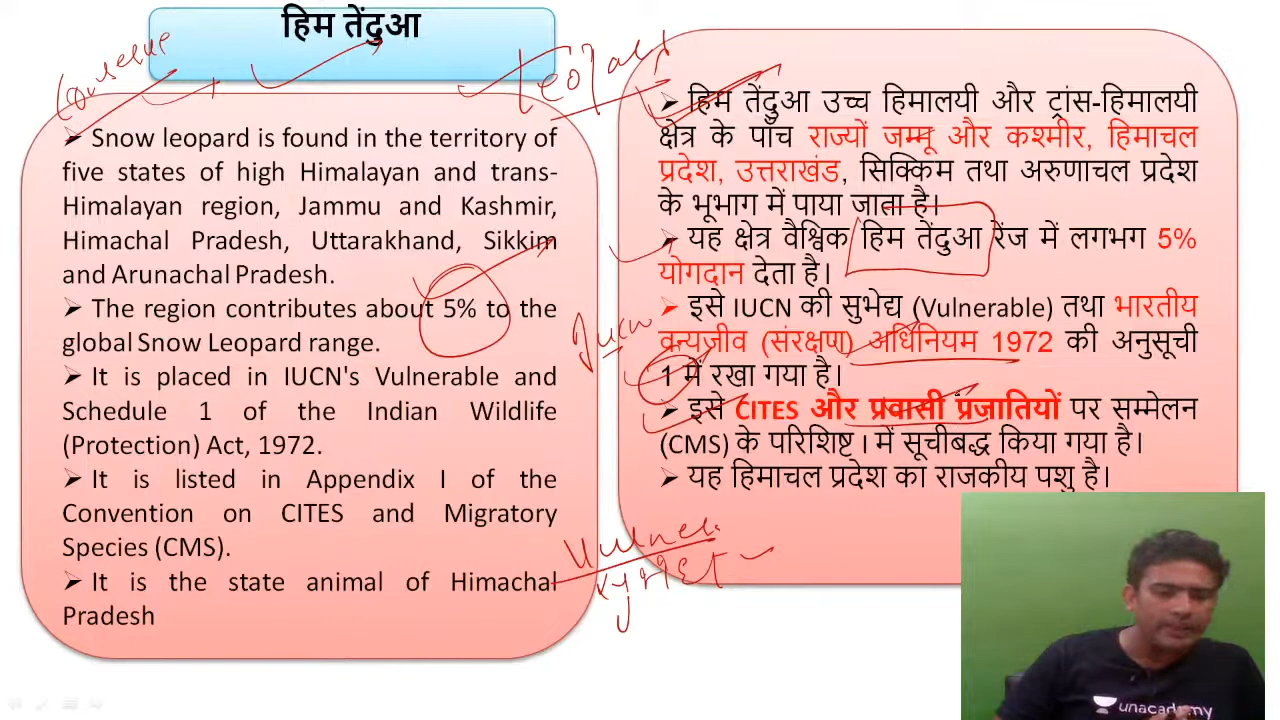 हिम तेंदुआ
Conserve
Leopard
Snow leopard is found in the territory of
five states of high Himalayan and trans-
Himalayan region, Jammu and Kashmir,
Himachal Pradesh, Uttarakhand, Sikkim
and Arunachal Pradesh.
The region contributes about 5% to the
global Snow Leopard range.
It is placed in IUCN's Vulnerable and
Schedule 1 of the Indian Wildlife
(Protection) Act, 1972.
It is listed in Appendix I of the
Convention on CITES and Migratory
Species (CMS).
It is the state animal of Himachal
Pradesh
हिम तेंदुआ उच्च हिमालयी और ट्रांस-हिमालयी
क्षेत्र के पाँच राज्यों जम्मू और कश्मीर, हिमाचल
प्रदेश, उत्तराखंड, सिक्किम तथा अरुणाचल प्रदेश
के भूभाग में पाया जाता है।
यह क्षेत्र वैश्विक हिम तेंदुआ रेंज में लगभग 5%
योगदान देता है।
इसे IUCN की सुभेद्य (Vulnerable) तथा भारतीय
वन्यजीव (संरक्षण) अधिनियम 1972 की अनुसूची
1 में रखा गया है।
इसे CITES और प्रवासी प्रजातियों पर सम्मेलन
(CMS) के परिशिष्ट I में सूचीबद्ध किया गया है।
यह हिमाचल प्रदेश का राजकीय पशु है।
Iucn
unacademy